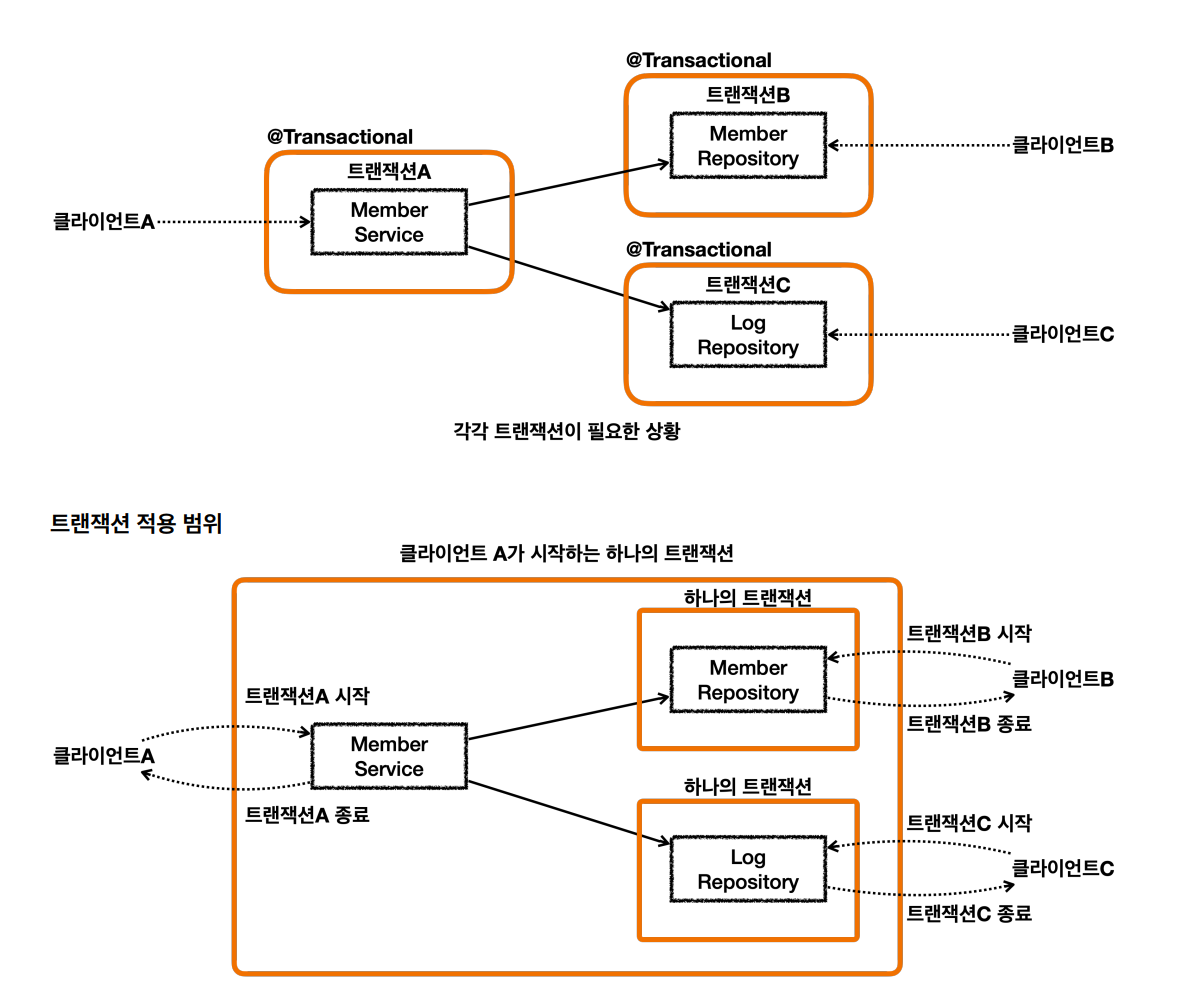 @Transactional
트랜잭션B
Member
Repository
클라이언트B
@Transactional
트랜잭션A
Member
Service
클라이언트A
@Transactional
트랜잭션C
Log
Repository
클라이언트C
각각 트랜잭션이 필요한 상황
트랜잭션 적용 범위
클라이언트 A가 시작하는 하나의 트랜잭션
하나의 트랜잭션
Member
Repository
트랜잭션B 시작
클라이언트B
트랜잭션B 종료
트랜잭션A 시작
클라이언트A
Member
Service
트랜잭션A 종료
하나의 트랜잭션
Log
Repository
트랜잭션C 시작
클라이언트C
트랜잭션C 종료